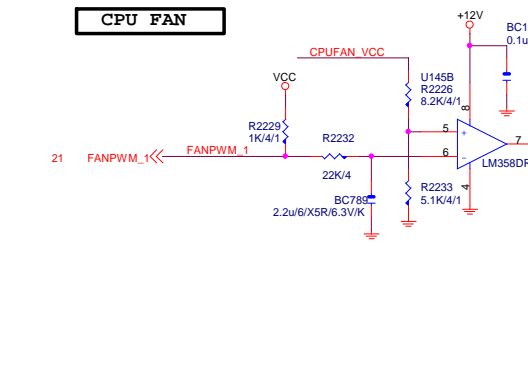 CPU FAN
+12V
BC1
0.1u
CPUFAN_VCC
VCC
U145B
R2226
8.2K/4/1
8
R2229
1K/4/1
R2232
5
+
7
21 FANPWM_1
FANPWM_1
6
-
LM358DR
22K/4
4
R2233
5.1K/4/1
BC789
2.2u/6/X5R/6.3V/K